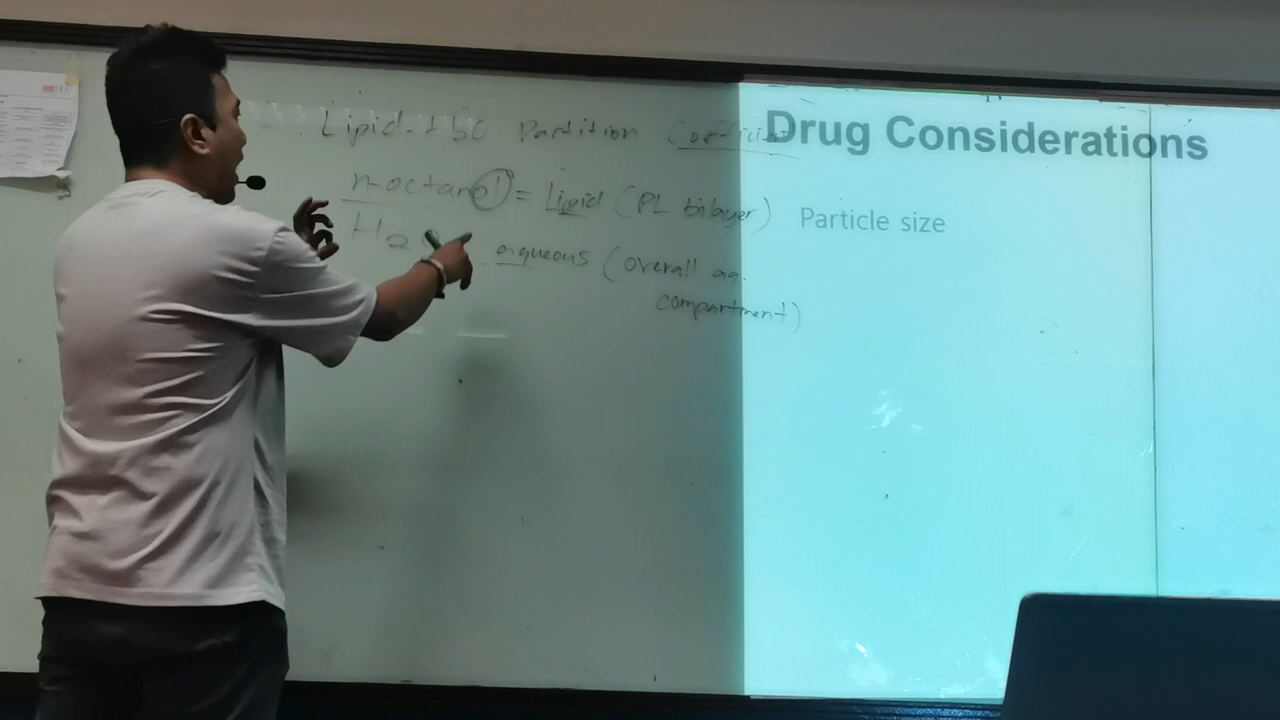 Lipid-H2O Partition Coefficient
n-octanol = Lipid (PL bilayer)
H2O aqueous (overall aq.
compartment)
Drug Considerations
Particle size